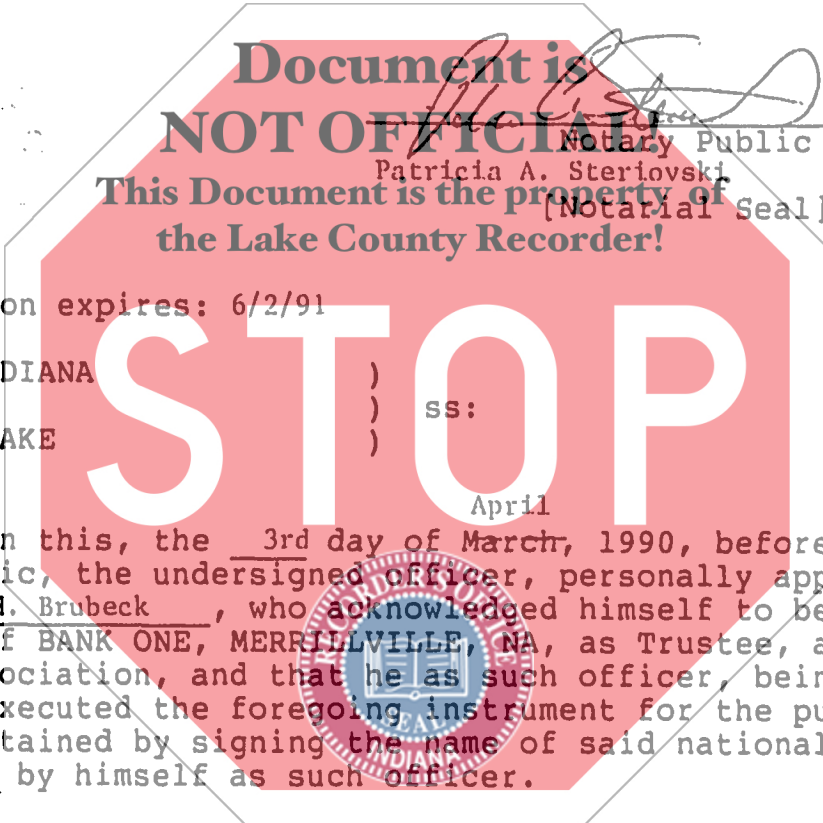 Document is
NOT OFFICIAL!
Notary Public
Patricia A. Steriovski
This Document is the property of
[Notarial Seal]
the Lake County Recorder!
on expires: 6/2/91
STOP
DIANA )
) ss:
AKE )
April
n this, the 3rd day of March, 1990, before
ic, the undersigned officer, personally app
. Brubeck, who acknowledged himself to be
f BANK ONE, MERRILLVILLE, NA, as Trustee, a
ociation, and that he as such officer, bein
xecuted the foregoing instrument for the pu
tained by signing the name of said national
by himself as such officer.
RECORDER'S OFFICE
SEAL
INDIANA